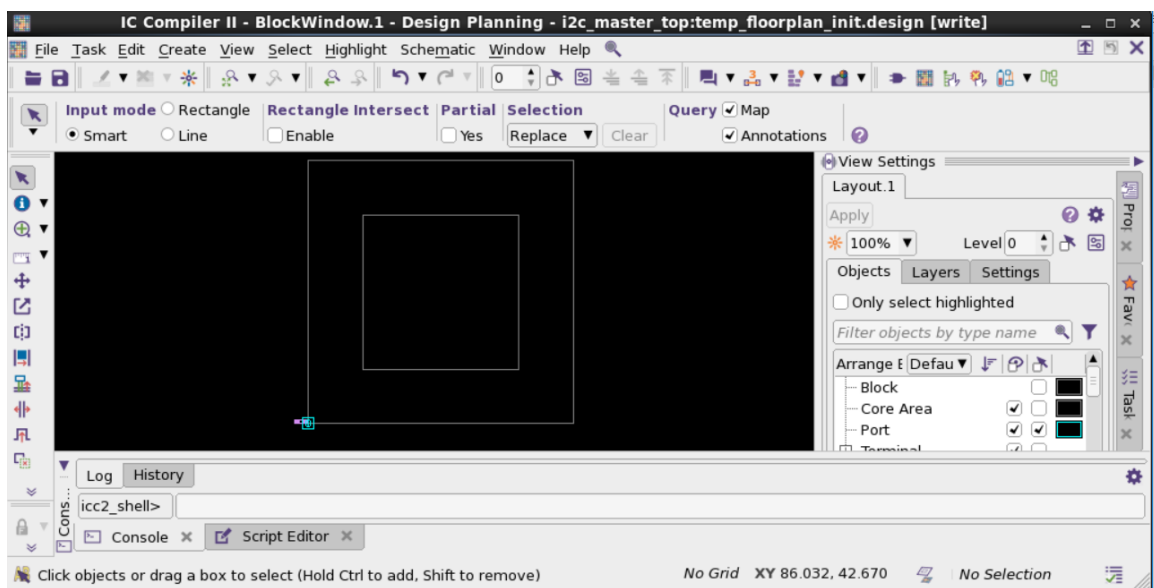 IC Compiler II - BlockWindow.1 - Design Planning - i2c_master_top:temp_floorplan_init.design [write]
File Task Edit Create View Select Highlight Schematic Window Help
0
Input mode Rectangle Rectangle Intersect Partial Selection Query Map
Smart Line Enable Yes Replace Clear Annotations
View Settings
Layout.1
Apply
100% Level 0
Objects Layers Settings
Only select highlighted
Filter objects by type name
Arrange E Defau
Block
Core Area
Port
Terminal
Prop
Fav
Task
Log History
Cons...
icc2_shell>
Console Script Editor
Click objects or drag a box to select (Hold Ctrl to add, Shift to remove) No Grid XY 86.032, 42.670 No Selection